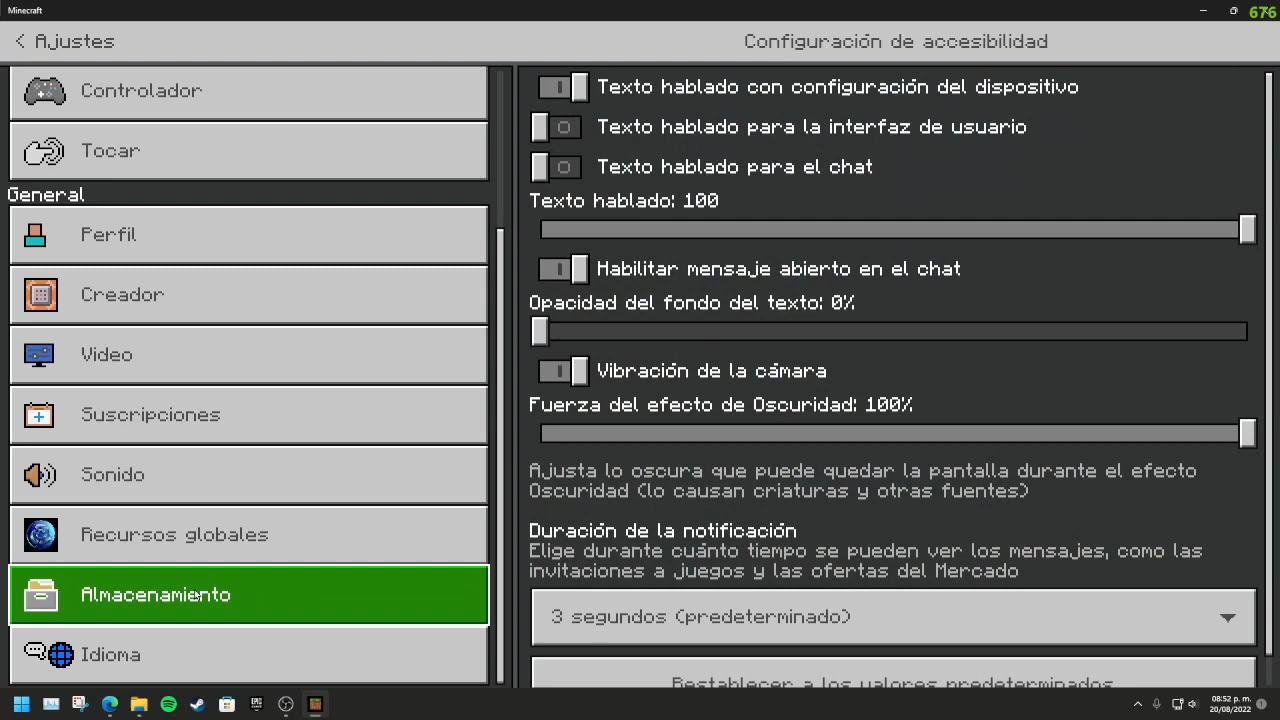 Minecraft
676
Ajustes
Configuración de accesibilidad
Controlador
Tocar
General
Perfil
Creador
Video
Suscripciones
Sonido
Recursos globales
Almacenamiento
Idioma
Texto hablado con configuración del dispositivo
Texto hablado para la interfaz de usuario
Texto hablado para el chat
Texto hablado: 100
Habilitar mensaje abierto en el chat
Opacidad del fondo del texto: 0%
Vibración de la cámara
Fuerza del efecto de Oscuridad: 100%
Ajusta lo oscura que puede quedar la pantalla durante el efecto
Oscuridad (lo causan criaturas y otras fuentes)
Duración de la notificación
Elige durante cuánto tiempo se pueden ver los mensajes, como las
invitaciones a juegos y las ofertas del Mercado
3 segundos (predeterminado)
Restablecer a los valores predeterminados
EPIC
08:52 p. m.
20/08/2022